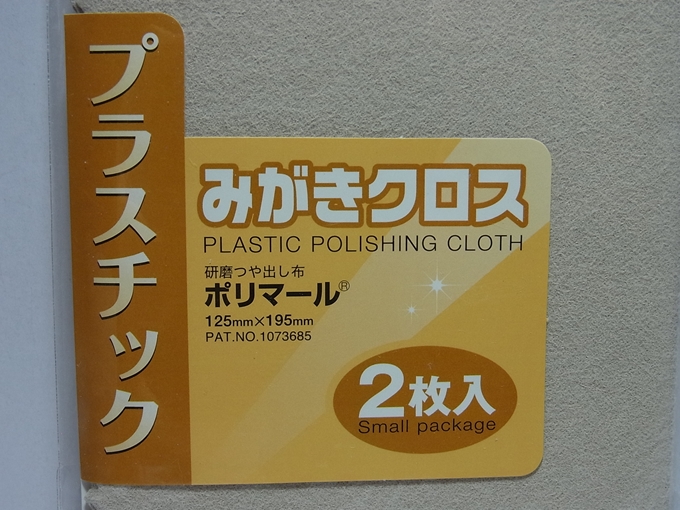 プラスチック
みがきクロス
PLASTIC POLISHING CLOTH
研磨つや出し布
ポリマール®
125mm×195mm
PAT.NO.1073685
2枚入
Small package